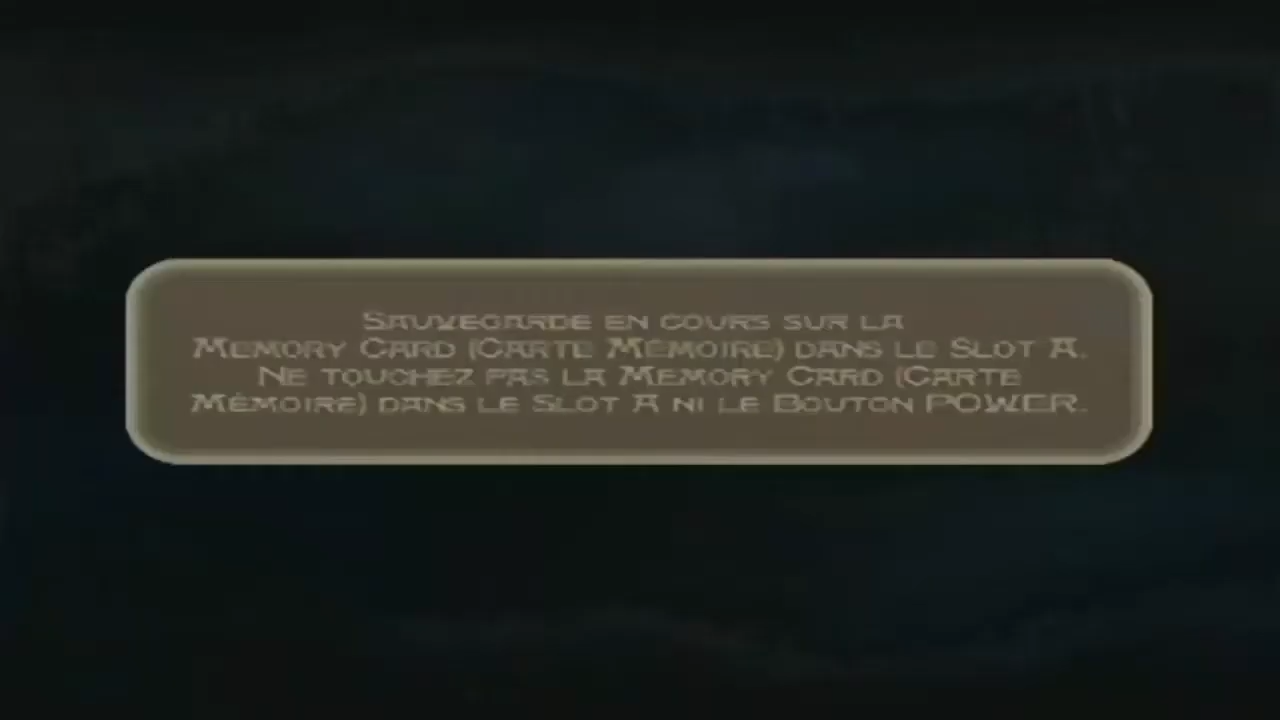 Sauvegarde en cours sur la
Memory Card (Carte Mémoire) dans le Slot A.
Ne touchez pas la Memory Card (Carte
Mémoire) dans le Slot A ni le Bouton POWER.